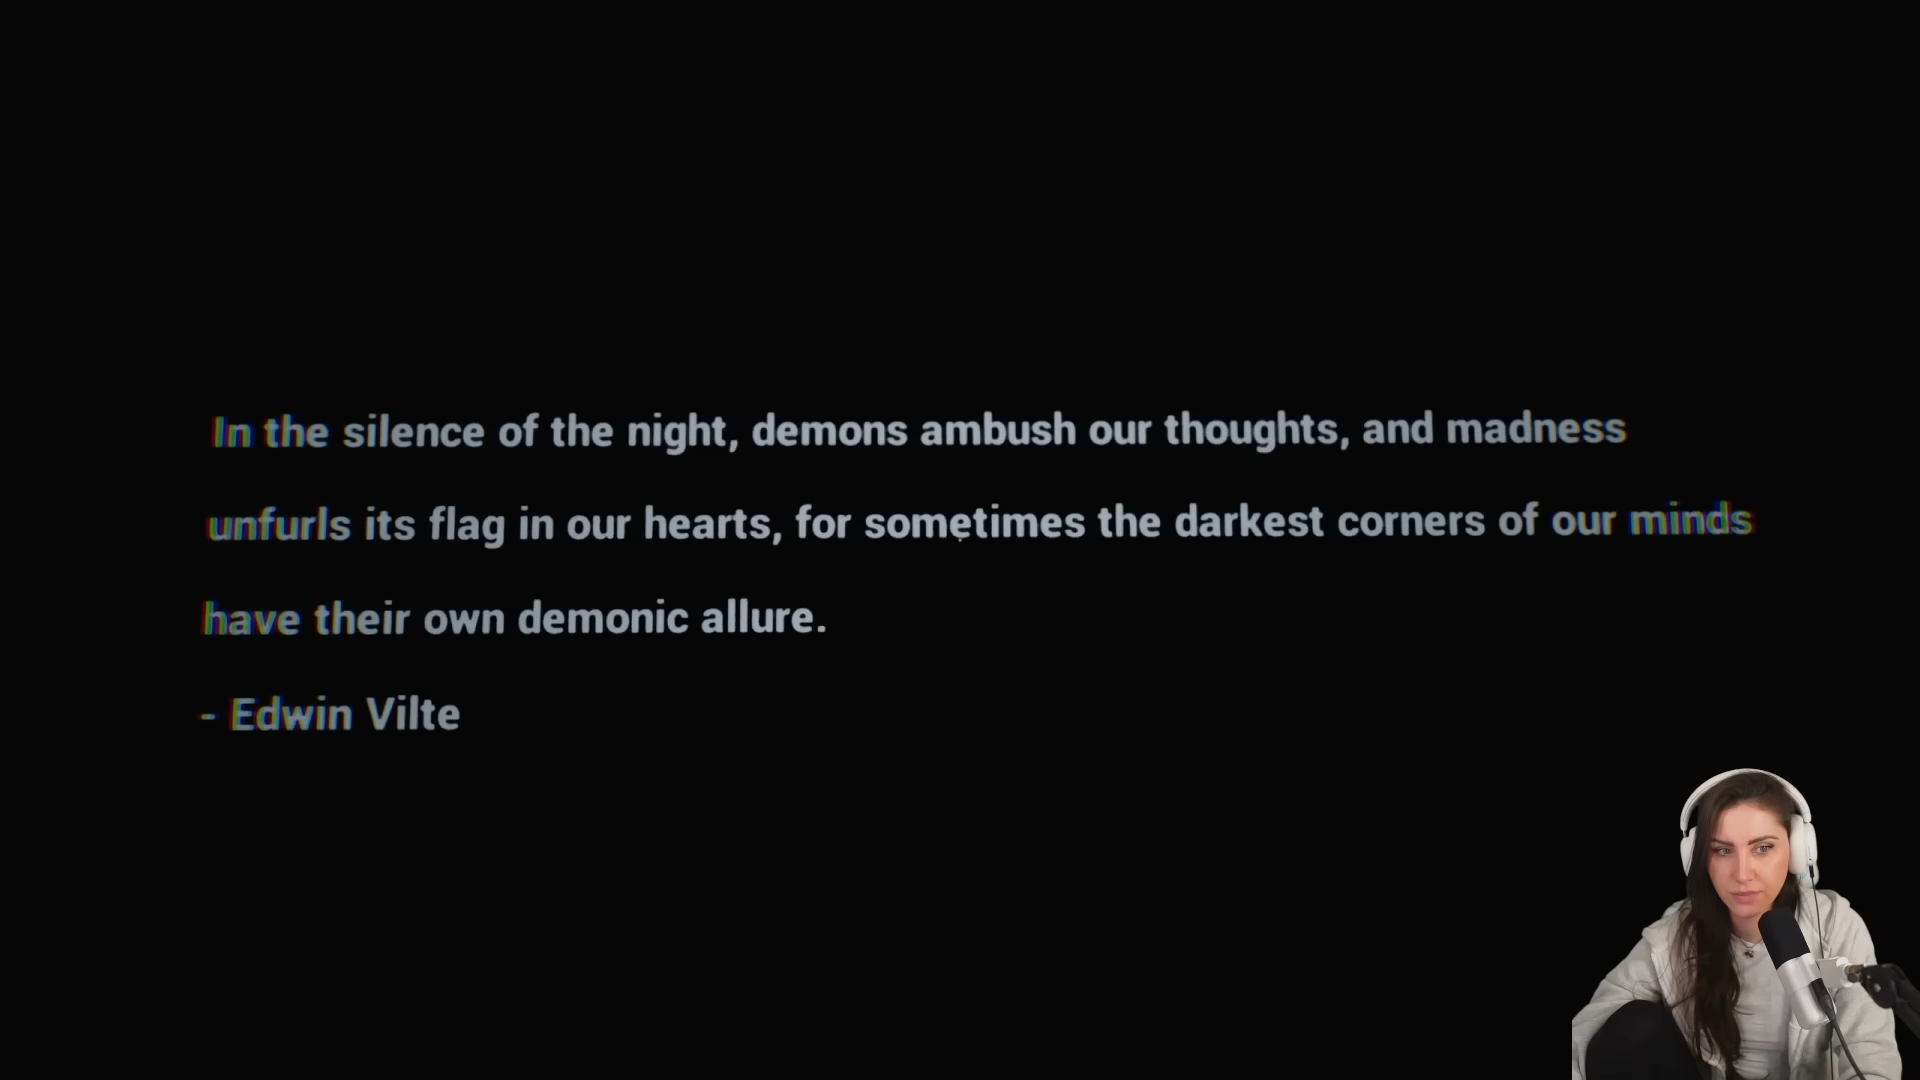 In the silence of the night, demons ambush our thoughts, and madness
unfurls its flag in our hearts, for sometimes the darkest corners of our minds
have their own demonic allure.
- Edwin Vilte